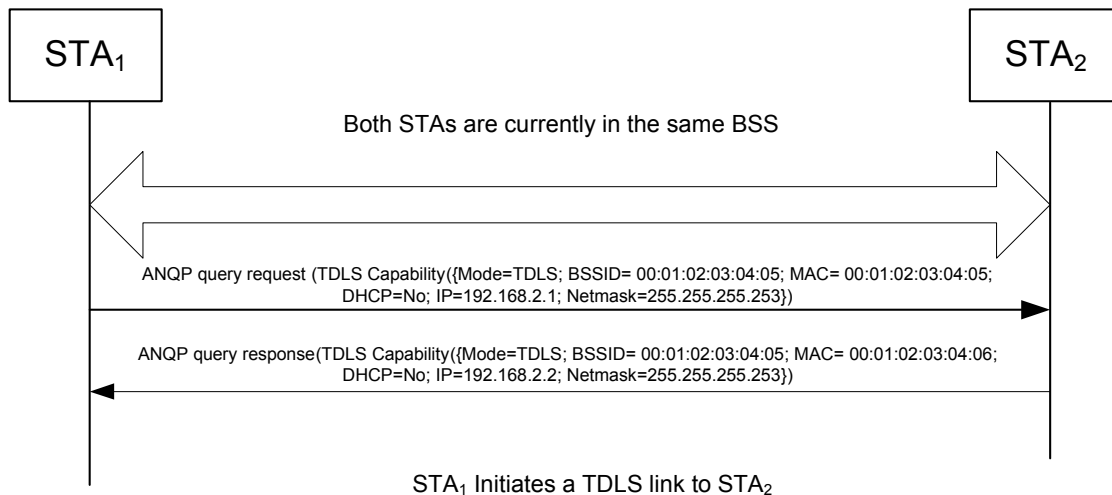 STA₁
STA₂
Both STAs are currently in the same BSS
ANQP query request (TDLS Capability({Mode=TDLS; BSSID= 00:01:02:03:04:05; MAC= 00:01:02:03:04:05;
DHCP=No; IP=192.168.2.1; Netmask=255.255.255.253})
ANQP query response(TDLS Capability({Mode=TDLS; BSSID= 00:01:02:03:04:05; MAC= 00:01:02:03:04:06;
DHCP=No; IP=192.168.2.2; Netmask=255.255.255.253})
STA₁ Initiates a TDLS link to STA₂